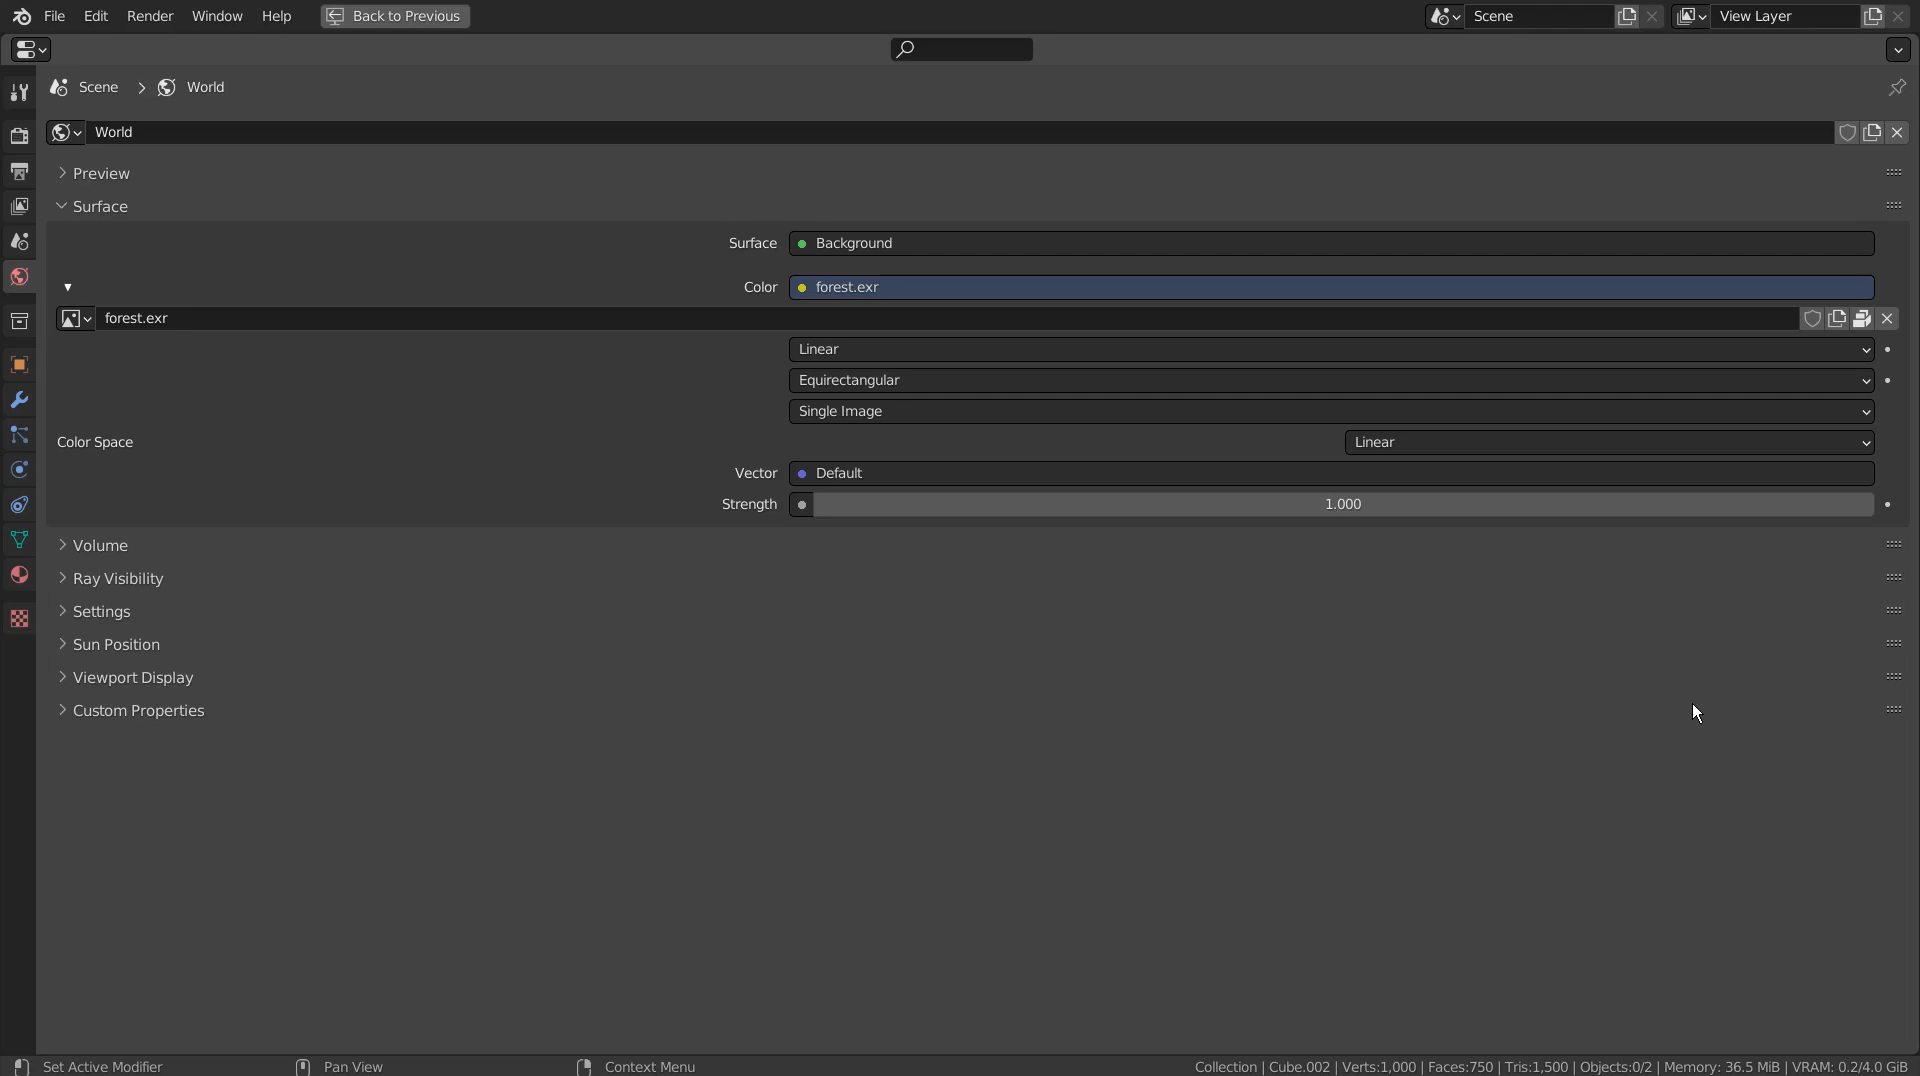 File Edit Render Window Help Back to Previous Scene View Layer
Scene World
World
Preview
Surface
Surface Background
Color forest.exr
forest.exr
Linear
Equirectangular
Single Image
Color Space Linear
Vector Default
Strength 1.000
Volume
Ray Visibility
Settings
Sun Position
Viewport Display
Custom Properties
Set Active Modifier Pan View Context Menu Collection | Cube.002 | Verts:1,000 | Faces:750 | Tris:1,500 | Objects:0/2 | Memory: 36.5 MiB | VRAM: 0.2/4.0 GiB